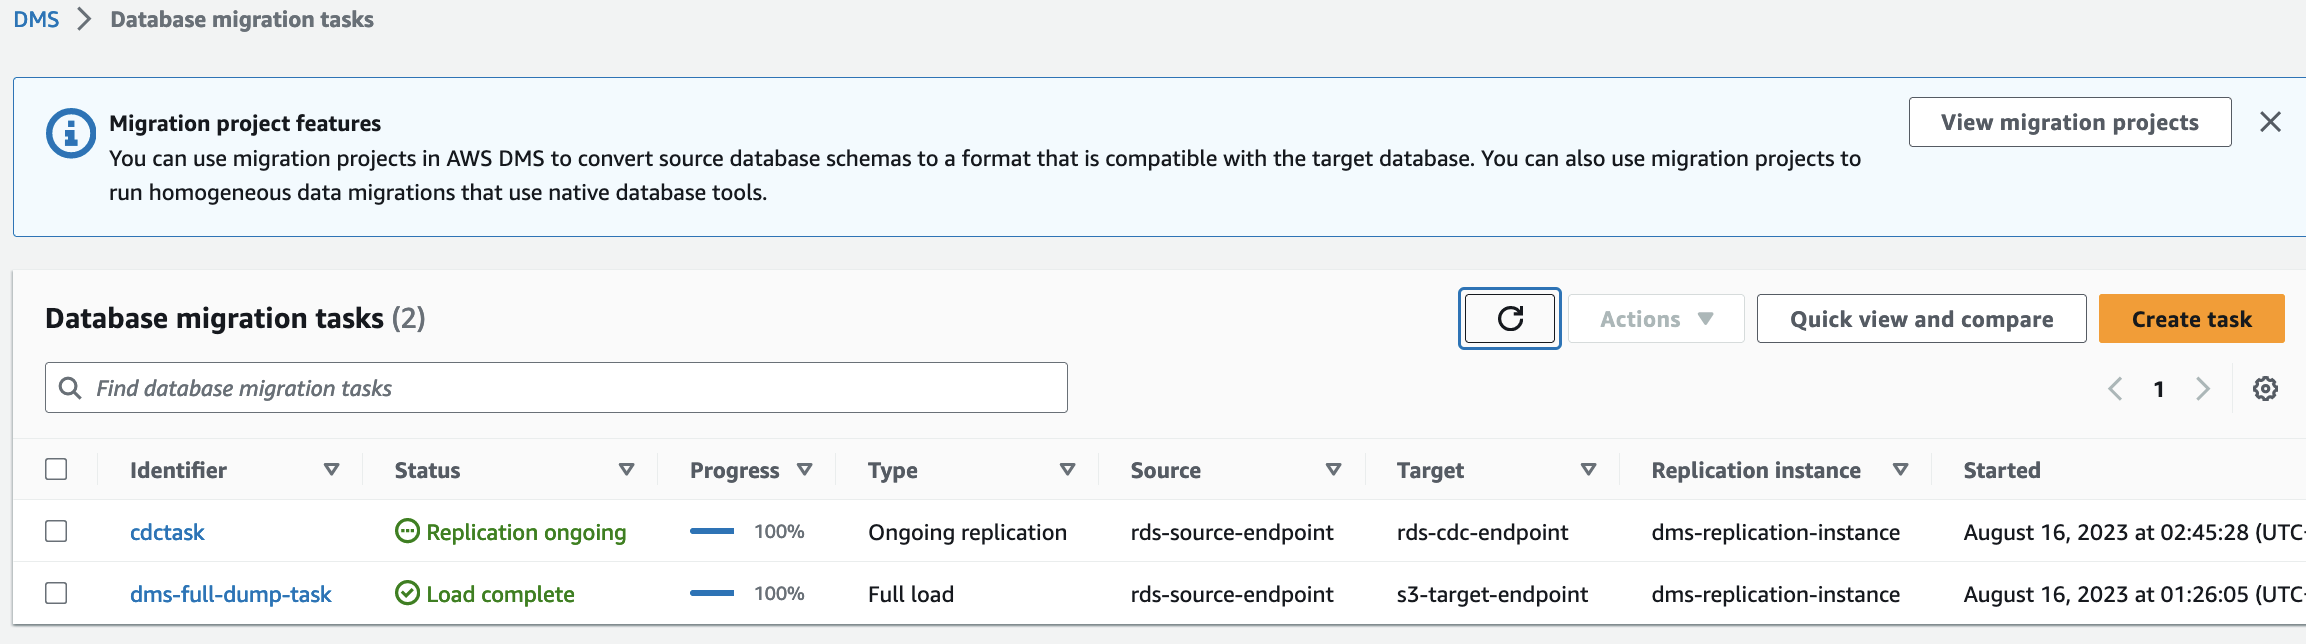 DMS > Database migration tasks
Migration project features
You can use migration projects in AWS DMS to convert source database schemas to a format that is compatible with the target database. You can also use migration projects to
run homogeneous data migrations that use native database tools.
View migration projects
Database migration tasks (2)
Actions
Quick view and compare
Create task
Find database migration tasks
1
Identifier Status Progress Type Source Target Replication instance Started
cdctask Replication ongoing 100% Ongoing replication rds-source-endpoint rds-cdc-endpoint dms-replication-instance August 16, 2023 at 02:45:28 (UTC-
dms-full-dump-task Load complete 100% Full load rds-source-endpoint s3-target-endpoint dms-replication-instance August 16, 2023 at 01:26:05 (UTC-